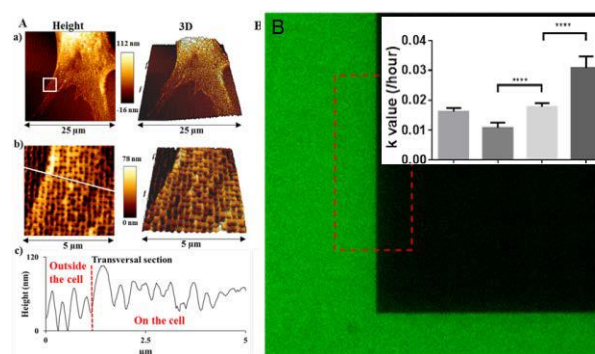 A
Height
3D
a)
112 nm
-16 nm
25 µm
25 µm
b)
78 nm
0 nm
5 µm
5 µm
c)
Transversal section
120
Height (nm)
0
Outside
the cell
On the cell
0
2.5
5
µm
B
k value (/hour)
0.04
0.03
0.02
0.01
0.00
****
****